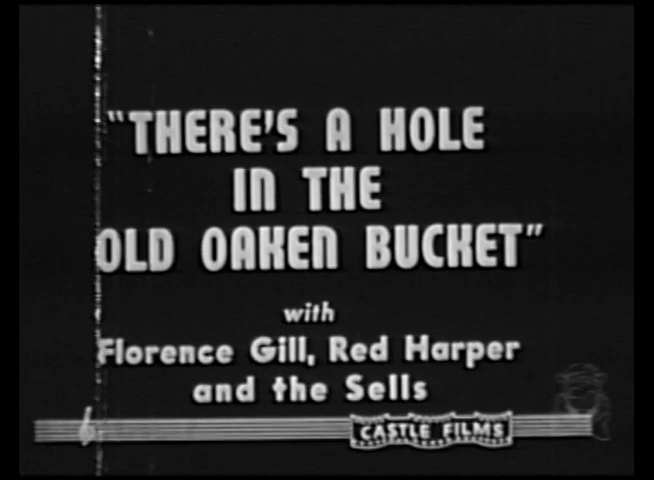 "THERE'S A HOLE
IN THE
OLD OAKEN BUCKET"
with
Florence Gill, Red Harper
and the Sells
CASTLE FILMS